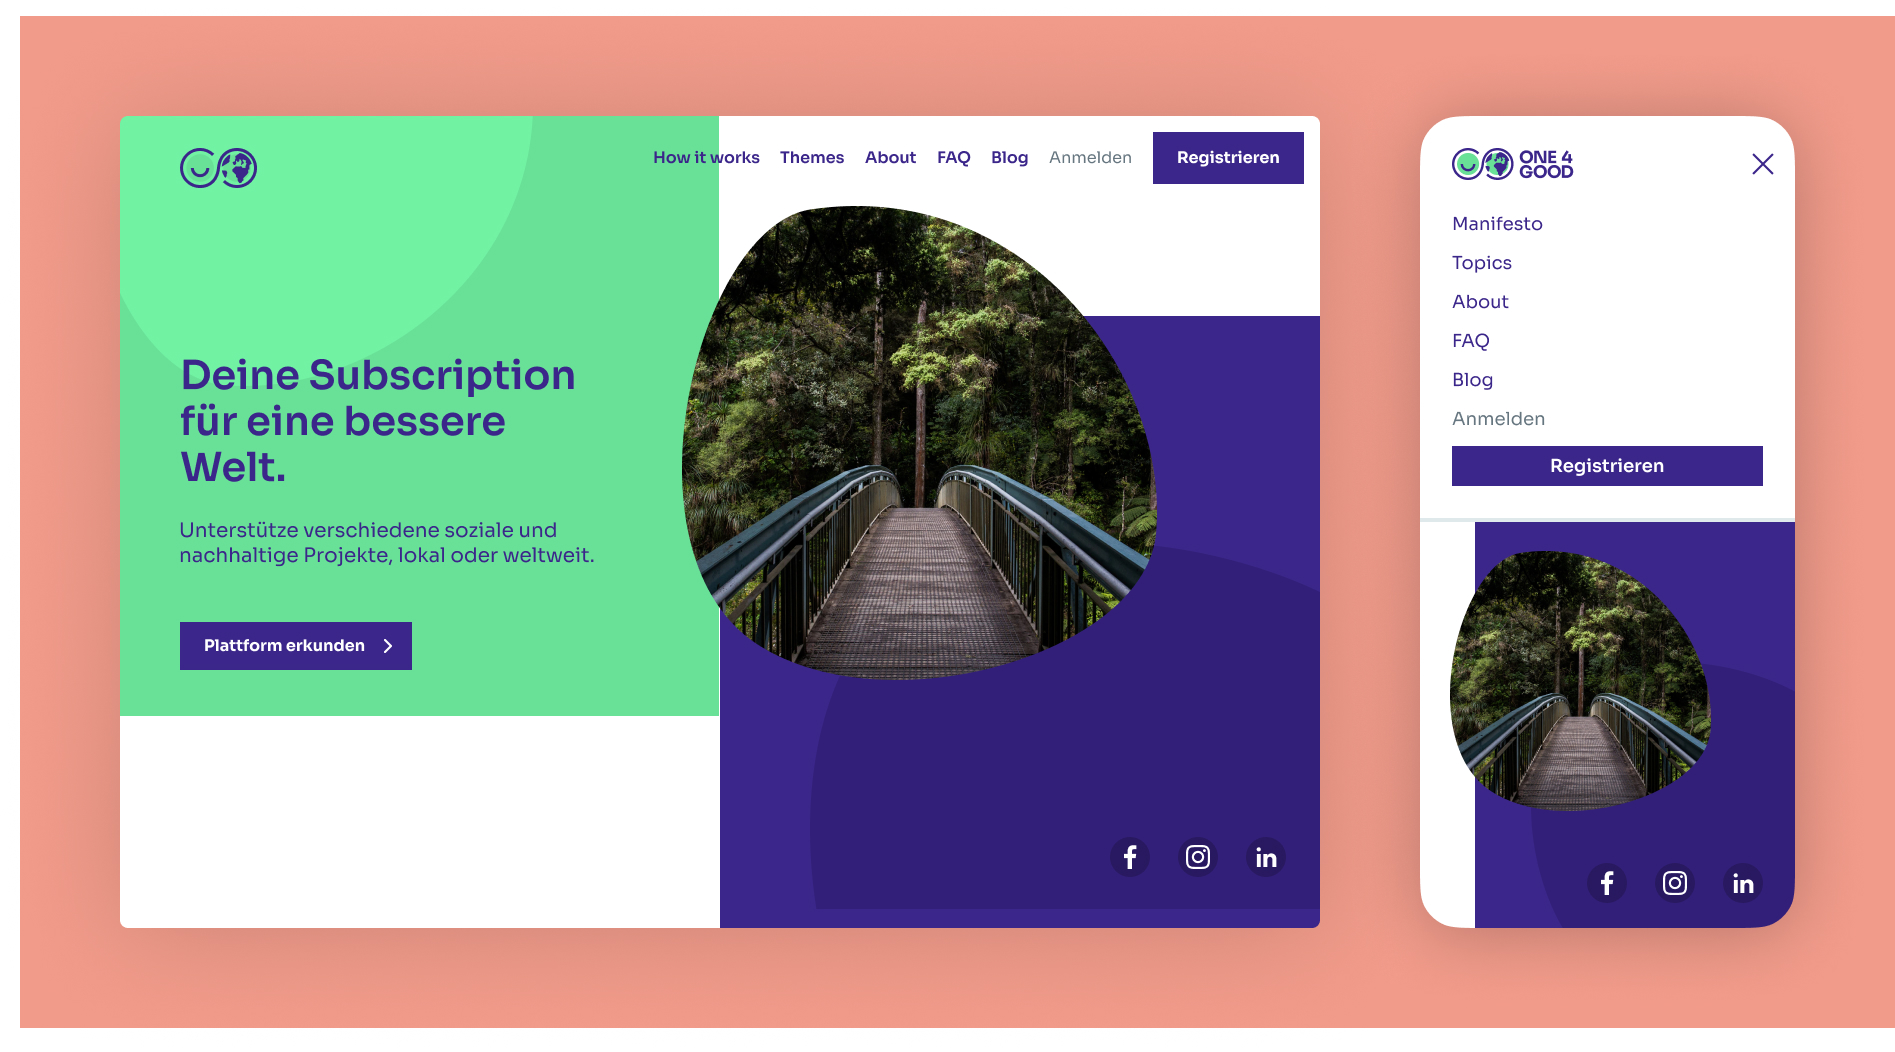 How it works Themes About FAQ Blog Anmelden Registrieren
Deine Subscription
für eine bessere
Welt.
Unterstütze verschiedene soziale und
nachhaltige Projekte, lokal oder weltweit.
Plattform erkunden
f in
ONE 4
GOOD
Manifesto
Topics
About
FAQ
Blog
Anmelden
Registrieren
f in